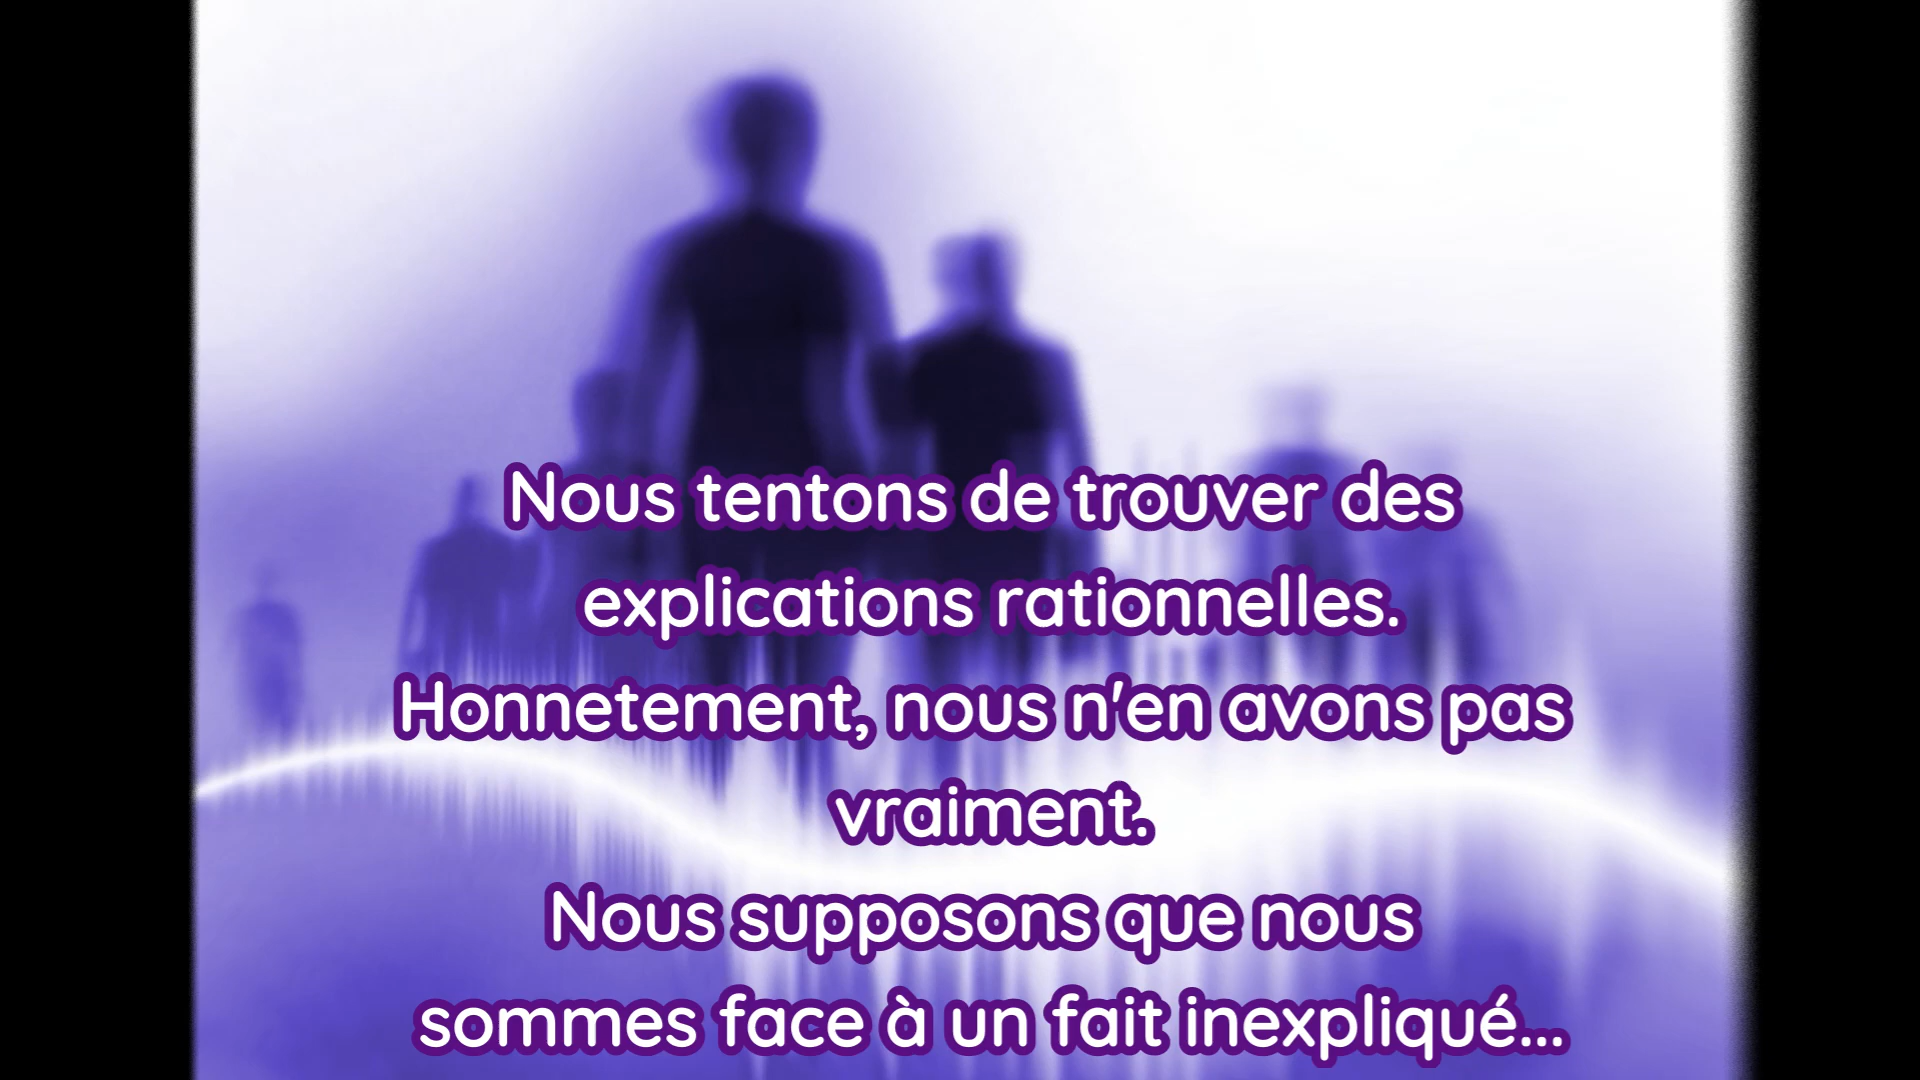 Nous tentons de trouver des
explications rationnelles.
Honnetement, nous n'en avons pas
vraiment.
Nous supposons que nous
sommes face à un fait inexpliqué...